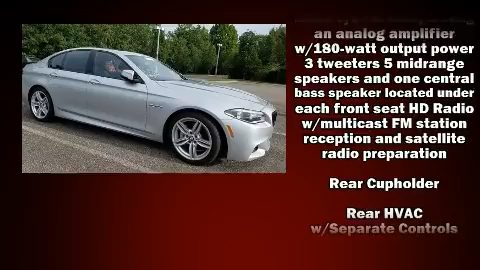 an analog amplifier
w/180-watt output power
3 tweeters 5 midrange
speakers and one central
bass speaker located under
each front seat HD Radio
w/multicast FM station
reception and satellite
radio preparation
Rear Cupholder
Rear HVAC
w/Separate Controls